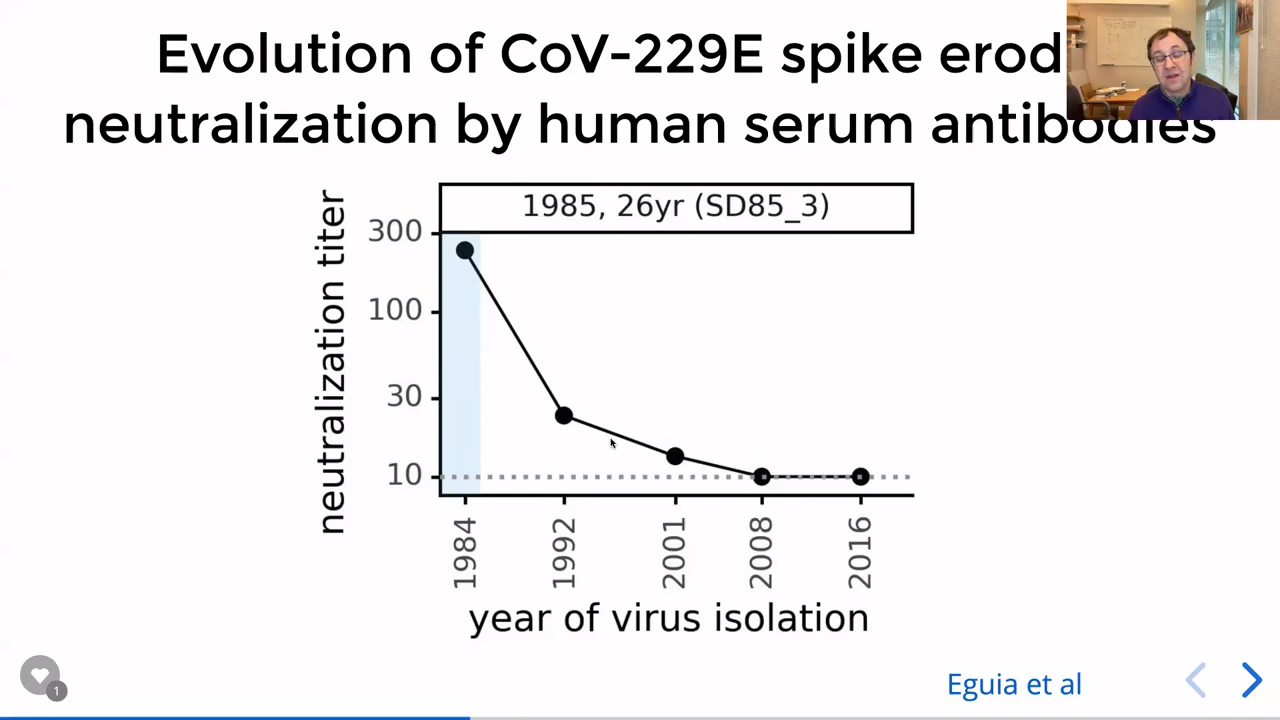 Evolution of CoV-229E spike erod
neutralization by human serum antibodies
1985, 26yr (SD85_3)
neutralization titer
300
100
30
10
1984
1992
2001
2008
2016
year of virus isolation
Eguia et al
1